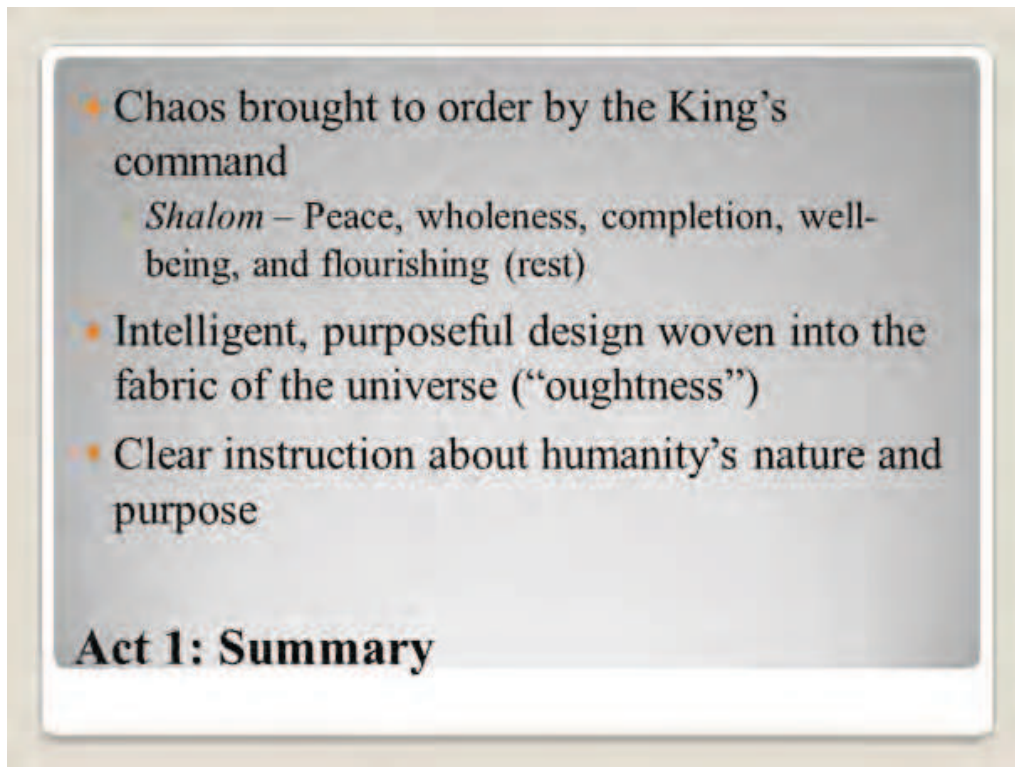 • Chaos brought to order by the King’s
command
Shalom – Peace, wholeness, completion, well-
being, and flourishing (rest)
• Intelligent, purposeful design woven into the
fabric of the universe (“oughtness”)
• Clear instruction about humanity’s nature and
purpose
Act 1: Summary